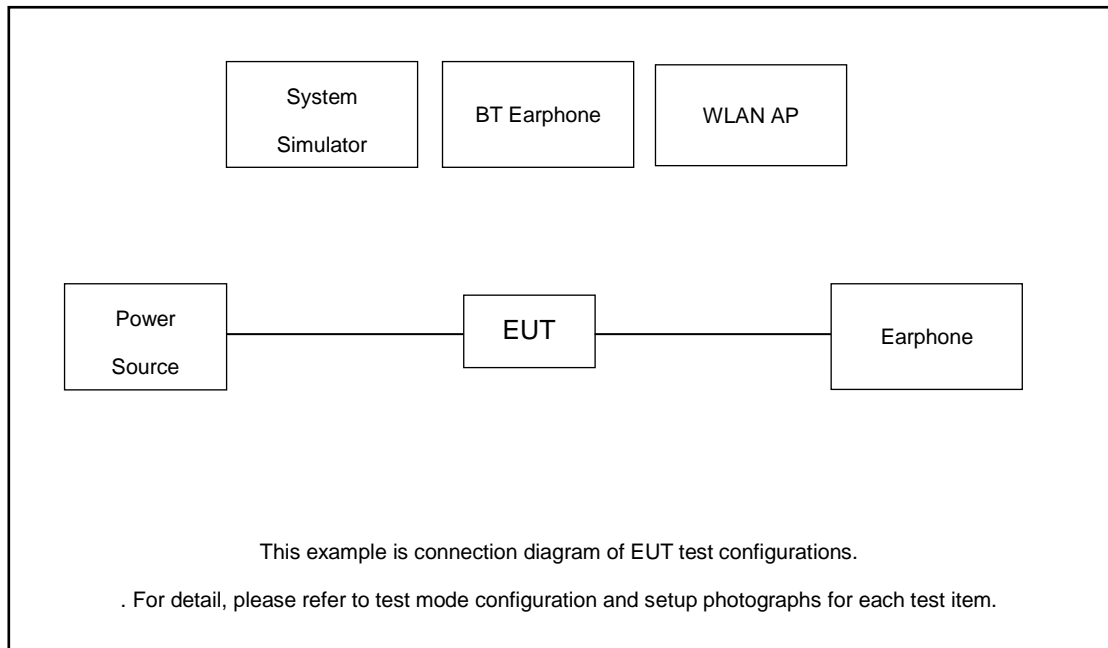 System
Simulator
BT Earphone
WLAN AP
Power
Source
EUT
Earphone
This example is connection diagram of EUT test configurations.
. For detail, please refer to test mode configuration and setup photographs for each test item.